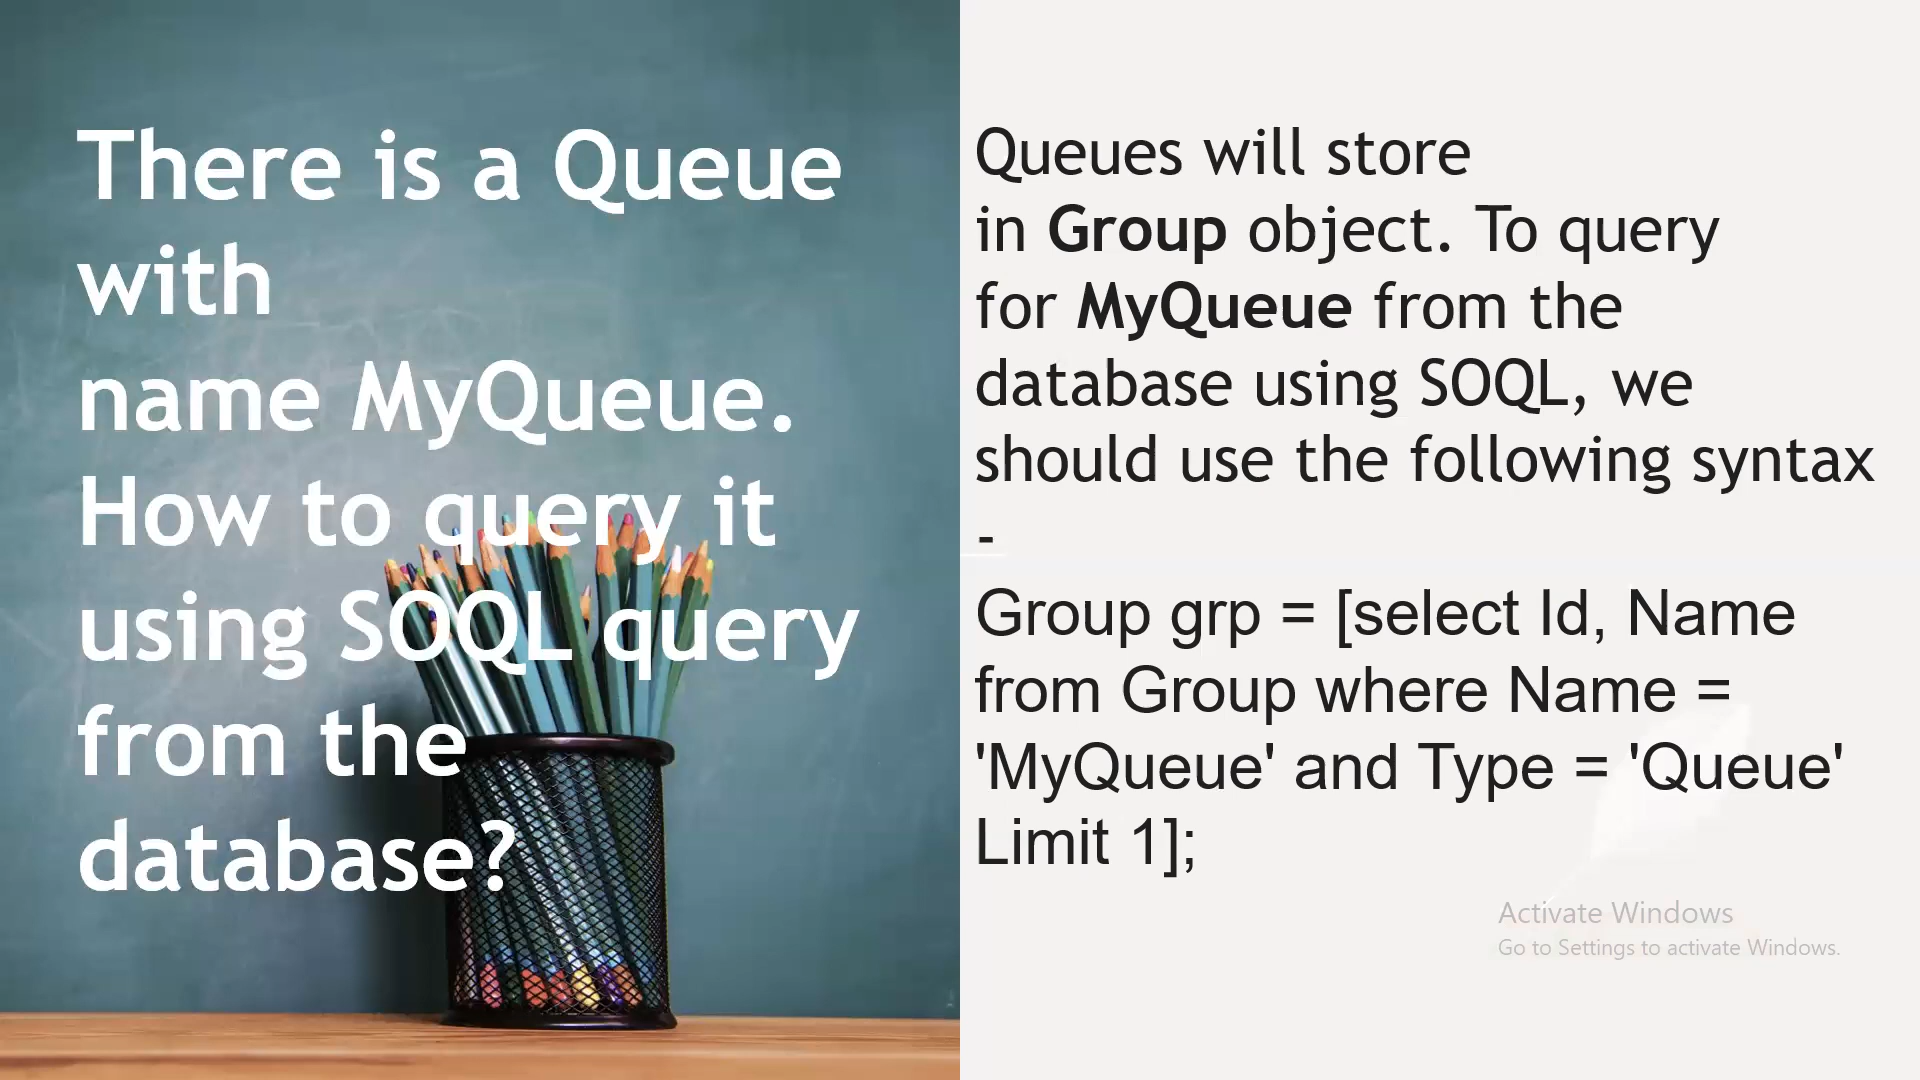 There is a Queue
with
name MyQueue.
How to query it
using SOQL query
from the
database?
Queues will store
in Group object. To query
for MyQueue from the
database using SOQL, we
should use the following syntax
-
Group grp = [select Id, Name
from Group where Name =
'MyQueue' and Type = 'Queue'
Limit 1];
Activate Windows
Go to Settings to activate Windows.